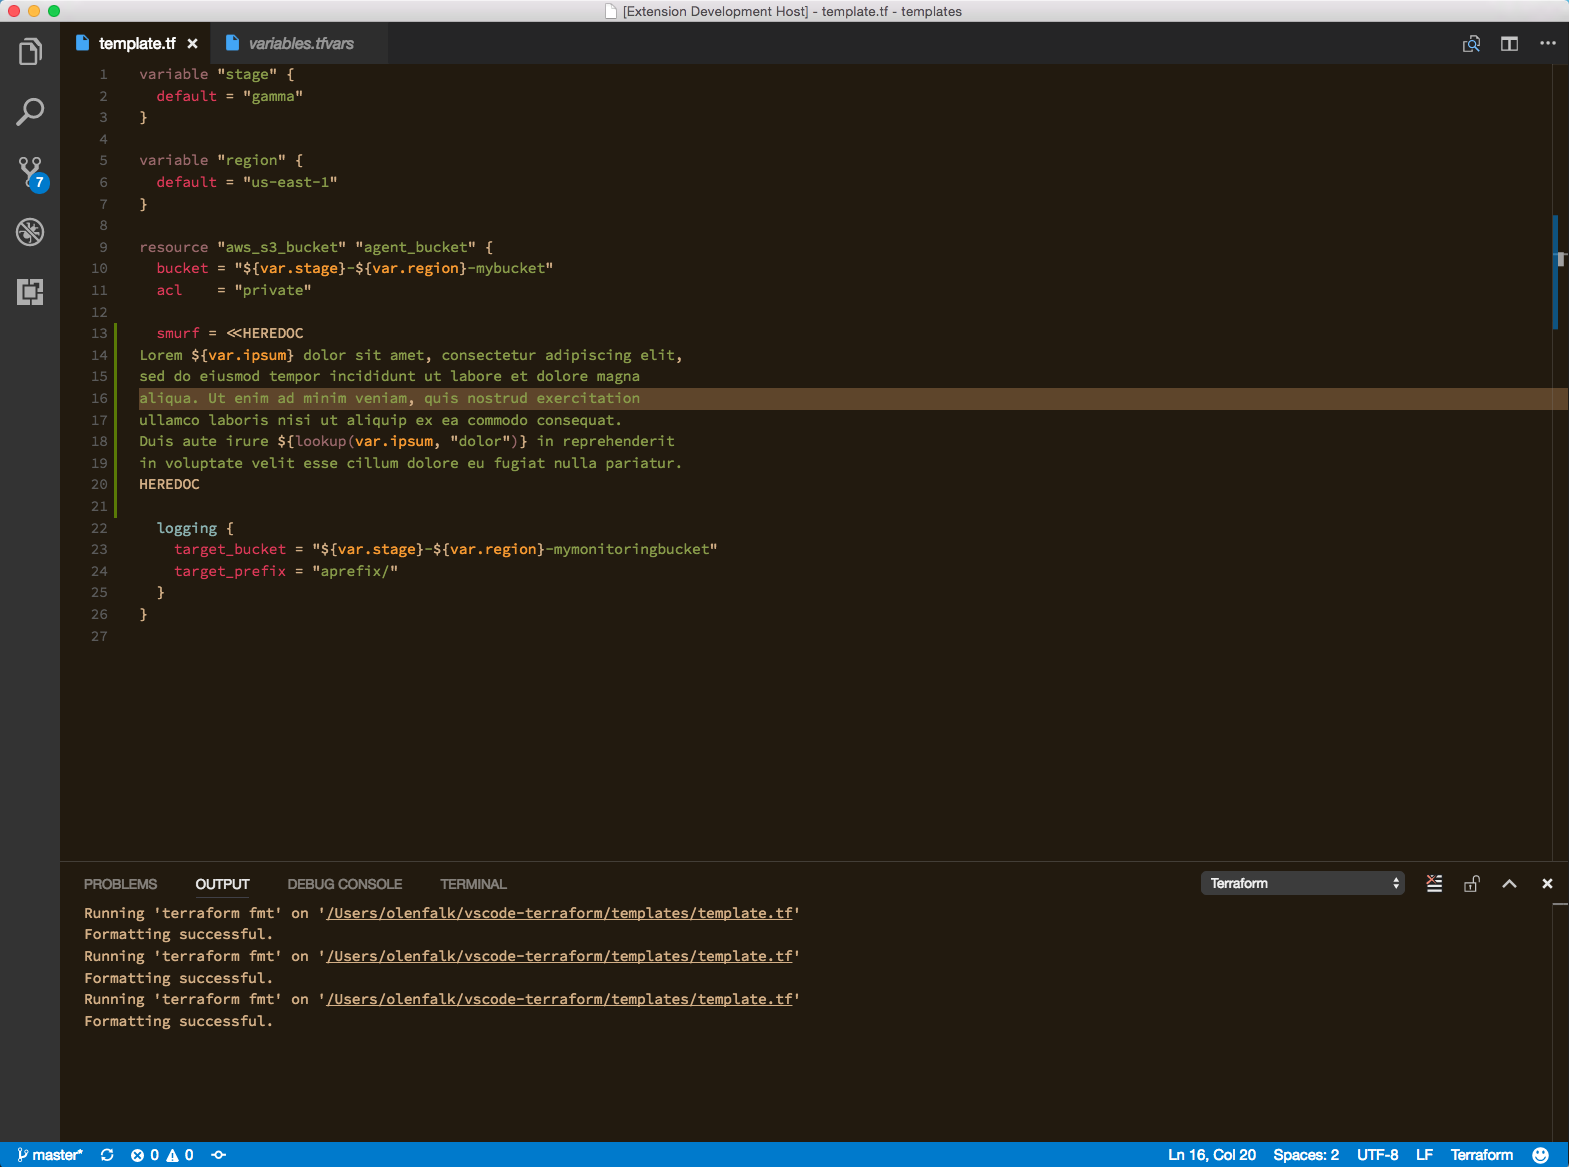 [Extension Development Host] - template.tf - templates
template.tf
variables.tfvars
1 variable "stage" {
2   default = "gamma"
3 }
4
5 variable "region" {
6   default = "us-east-1"
7 }
8
9 resource "aws_s3_bucket" "agent_bucket" {
10   bucket = "${var.stage}-${var.region}-mybucket"
11   acl    = "private"
12
13   smurf = <<HEREDOC
14 Lorem ${var.ipsum} dolor sit amet, consectetur adipiscing elit,
15 sed do eiusmod tempor incididunt ut labore et dolore magna
16 aliqua. Ut enim ad minim veniam, quis nostrud exercitation
17 ullamco laboris nisi ut aliquip ex ea commodo consequat.
18 Duis aute irure ${lookup(var.ipsum, "dolor")} in reprehenderit
19 in voluptate velit esse cillum dolore eu fugiat nulla pariatur.
20 HEREDOC
21
22   logging {
23     target_bucket = "${var.stage}-${var.region}-mymonitoringbucket"
24     target_prefix = "aprefix/"
25   }
26 }
27
7
PROBLEMS OUTPUT DEBUG CONSOLE TERMINAL Terraform
Running 'terraform fmt' on '/Users/olenfalk/vscode-terraform/templates/template.tf'
Formatting successful.
Running 'terraform fmt' on '/Users/olenfalk/vscode-terraform/templates/template.tf'
Formatting successful.
Running 'terraform fmt' on '/Users/olenfalk/vscode-terraform/templates/template.tf'
Formatting successful.
master* 0 0 Ln 16, Col 20 Spaces: 2 UTF-8 LF Terraform